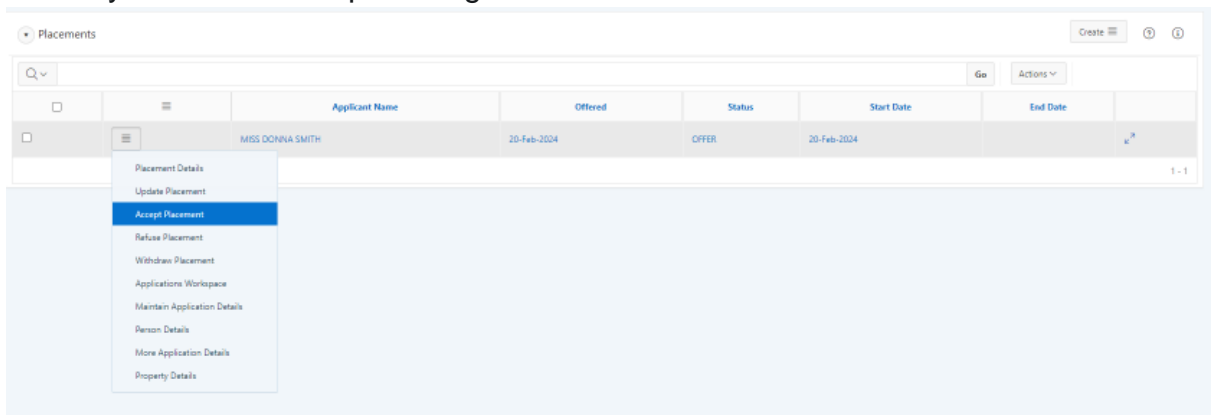 Placements
Create
Go Actions
Applicant Name Offered Status Start Date End Date
MISS DONNA SMITH 20-Feb-2024 OFFER 20-Feb-2024
Placement Details
1 - 1
Update Placement
Accept Placement
Refuse Placement
Withdraw Placement
Applications Workspace
Maintain Application Details
Person Details
More Application Details
Property Details